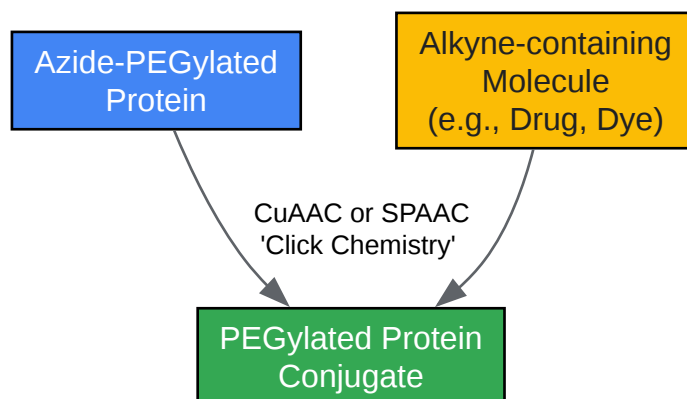 Azide-PEGylated
Protein
Alkyne-containing
Molecule
(e.g., Drug, Dye)
CuAAC or SPAAC
'Click Chemistry'
PEGylated Protein
Conjugate